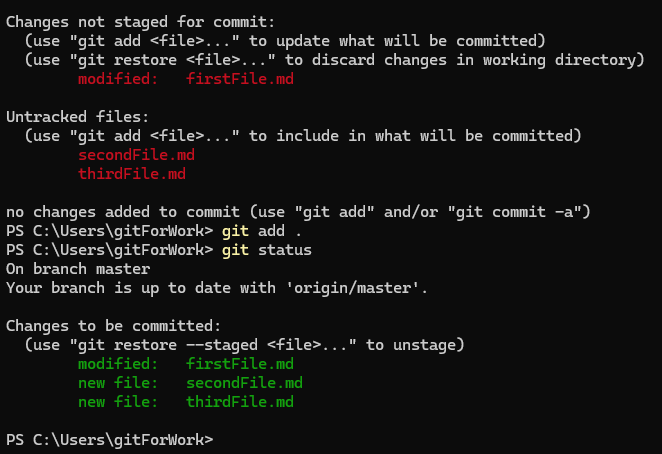 Changes not staged for commit:
(use "git add <file>..." to update what will be committed)
(use "git restore <file>..." to discard changes in working directory)
modified: firstFile.md
Untracked files:
(use "git add <file>..." to include in what will be committed)
secondFile.md
thirdFile.md
no changes added to commit (use "git add" and/or "git commit -a")
PS C:\Users\gitForWork> git add .
PS C:\Users\gitForWork> git status
On branch master
Your branch is up to date with 'origin/master'.
Changes to be committed:
(use "git restore --staged <file>..." to unstage)
modified: firstFile.md
new file: secondFile.md
new file: thirdFile.md
PS C:\Users\gitForWork>